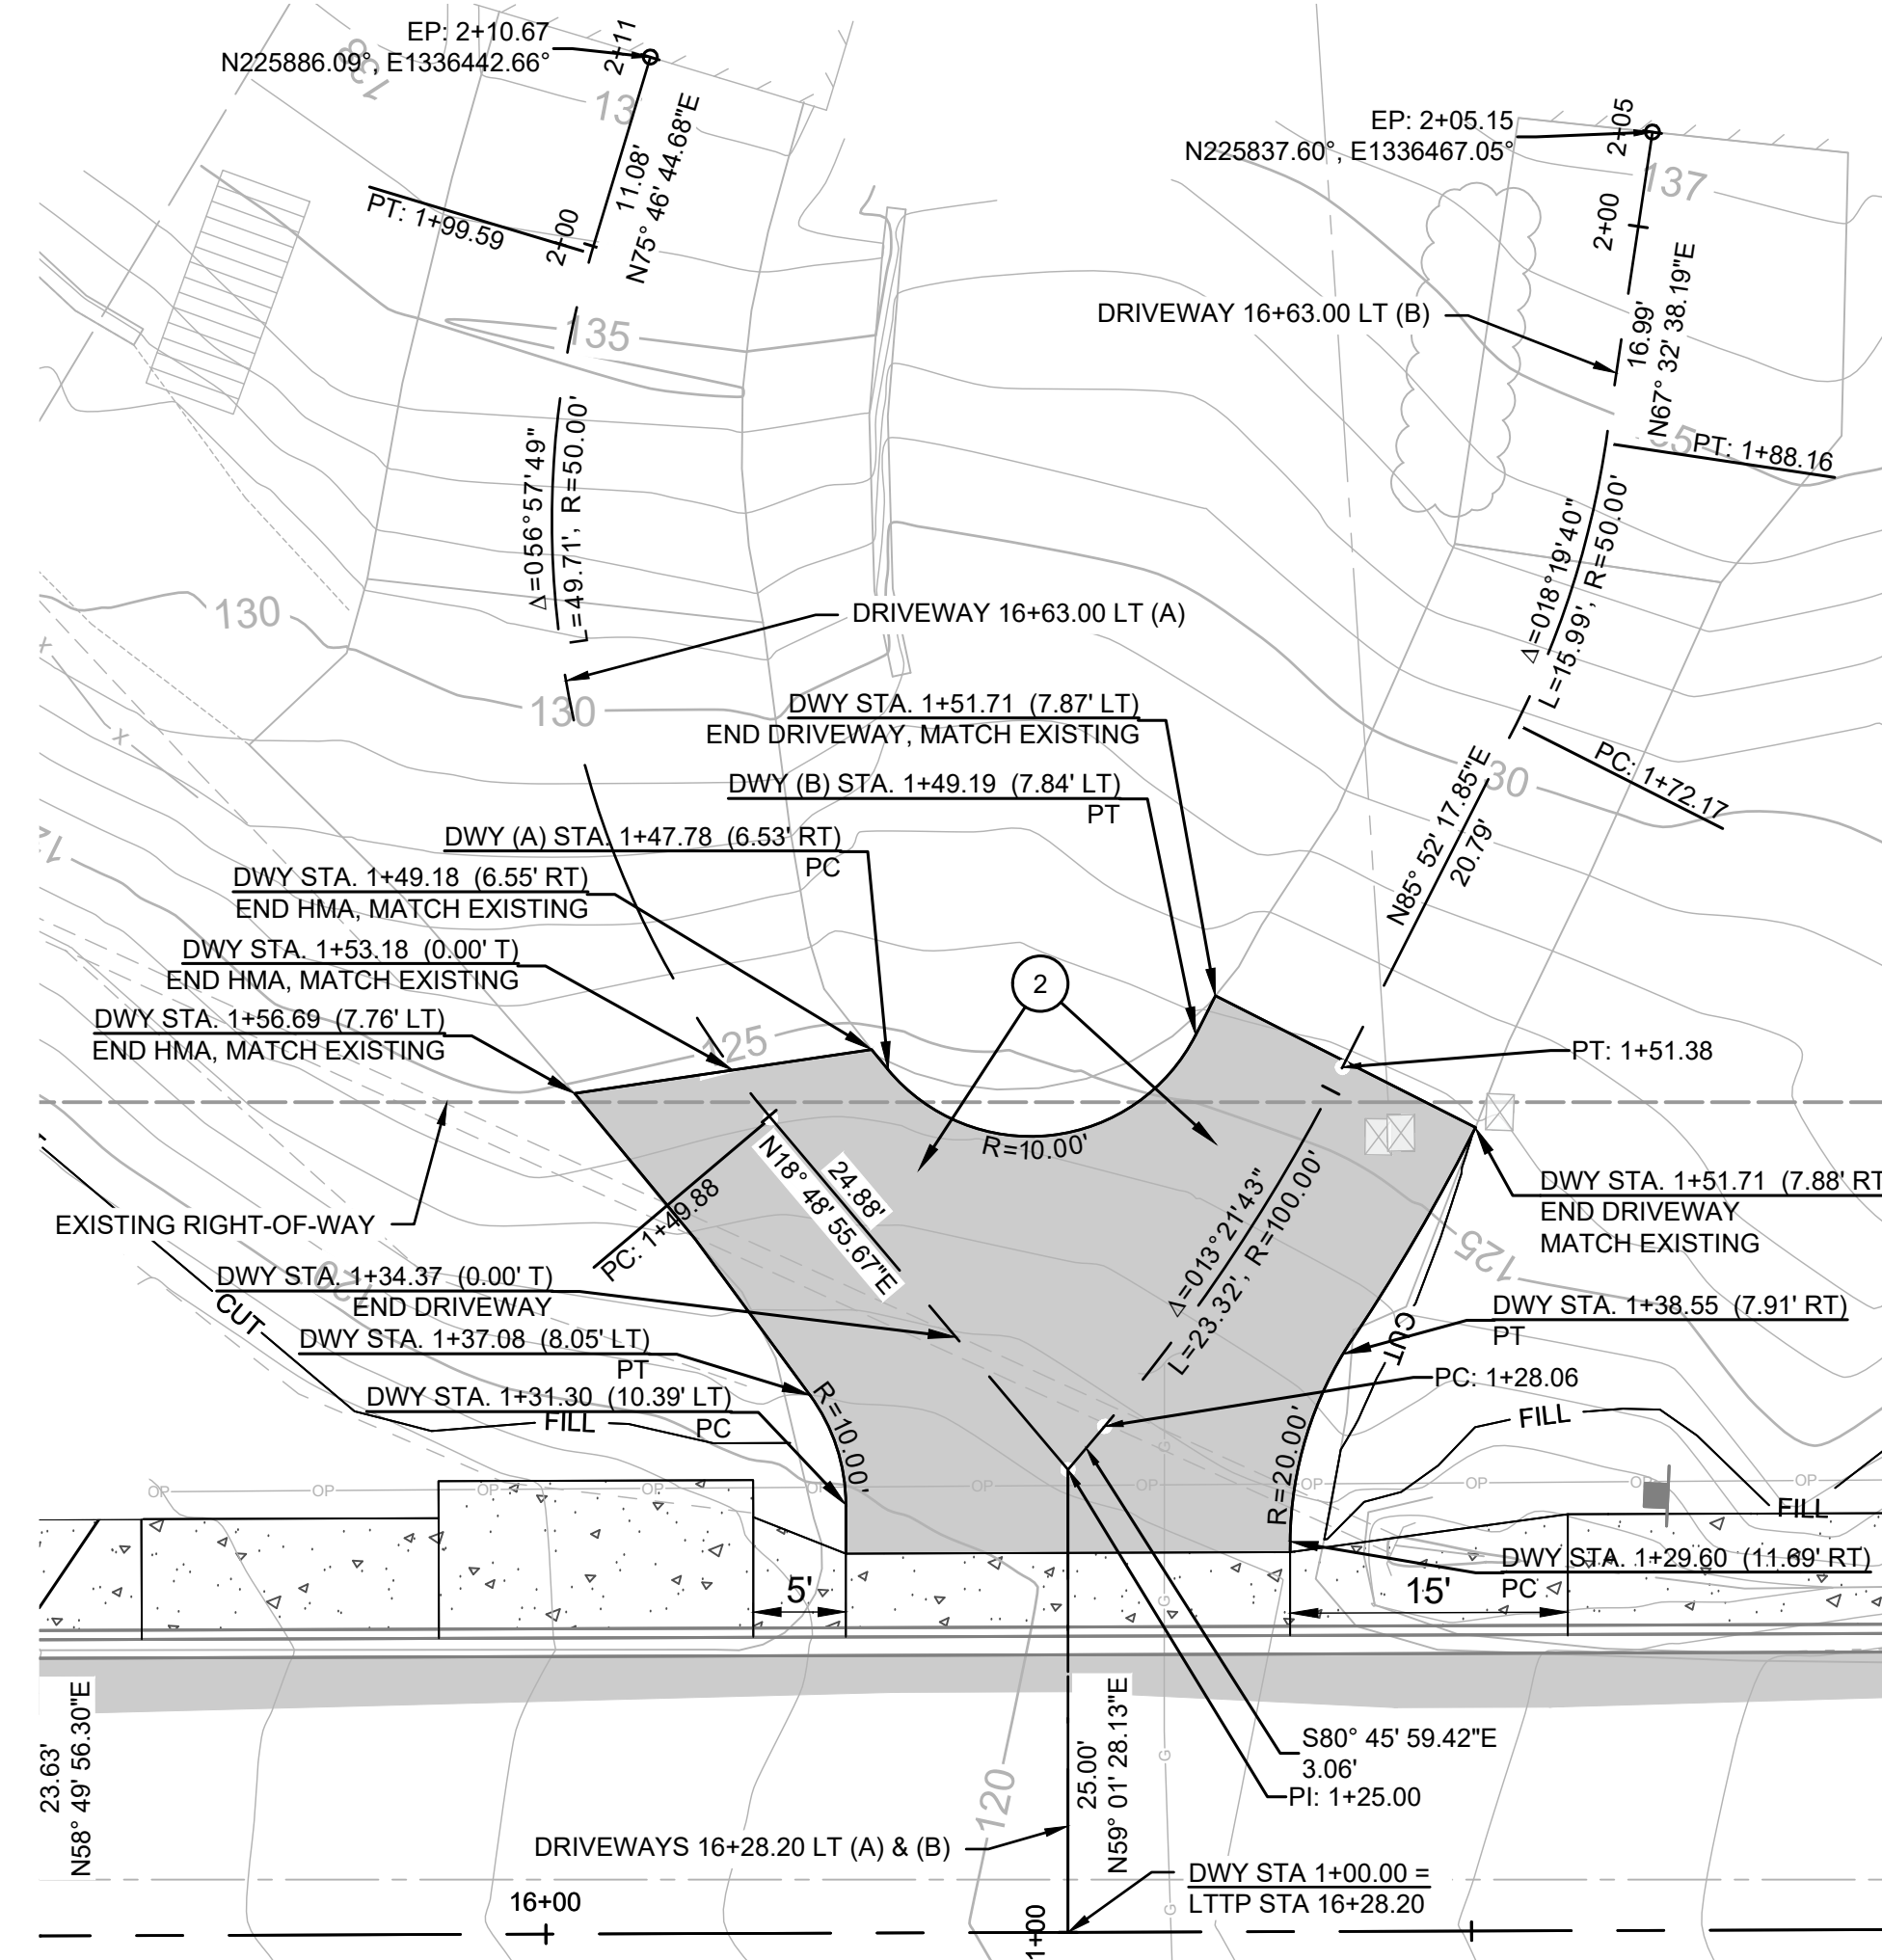 EP: 2+10.67
N225886.09°, E1336442.66°
2+11
138
13
11.08'
N75° 46' 44.68"E
PT: 1+99.59
2+00
135
EP: 2+05.15
N225837.60°, E1336467.05°
2+05
137
2+00
DRIVEWAY 16+63.00 LT (B)
16.99'
N67° 32' 38.19"E
PT: 1+88.16
Δ=056°57'49"
L=49.71', R=50.00'
Δ=018°19'40"
L=15.99', R=50.00'
130
DRIVEWAY 16+63.00 LT (A)
130
DWY STA. 1+51.71 (7.87' LT)
END DRIVEWAY, MATCH EXISTING
DWY (B) STA. 1+49.19 (7.84' LT)
PT
PC: 1+72.17
30
N85° 52' 17.85"E
20.79'
DWY (A) STA. 1+47.78 (6.53' RT)
PC
DWY STA. 1+49.18 (6.55' RT)
END HMA, MATCH EXISTING
DWY STA. 1+53.18 (0.00' T)
END HMA, MATCH EXISTING
DWY STA. 1+56.69 (7.76' LT)
END HMA, MATCH EXISTING
2
125
PT: 1+51.38
R=10.00'
24.88'
N18° 48' 55.67"E
PC: 1+49.88
Δ=013°21'43"
L=23.32', R=100.00'
EXISTING RIGHT-OF-WAY
DWY STA. 1+51.71 (7.88' RT
END DRIVEWAY
MATCH EXISTING
125
DWY STA. 1+34.37 (0.00' T)
END DRIVEWAY
120
CUT
DWY STA. 1+37.08 (8.05' LT)
PT
DWY STA. 1+31.30 (10.39' LT)
PC
FILL
R=10.00'
CUT
DWY STA. 1+38.55 (7.91' RT)
PT
PC: 1+28.06
FILL
R=20.00'
OP OP OP OP OP OP OP OP OP OP
FILL
DWY STA. 1+29.60 (11.69' RT)
PC
5'
15'
G
G
G
G
23.63'
N58° 49' 56.30"E
120
25.00'
N59° 01' 28.13"E
S80° 45' 59.42"E
3.06'
PI: 1+25.00
DRIVEWAYS 16+28.20 LT (A) & (B)
DWY STA 1+00.00 =
LTTP STA 16+28.20
16+00
1+00